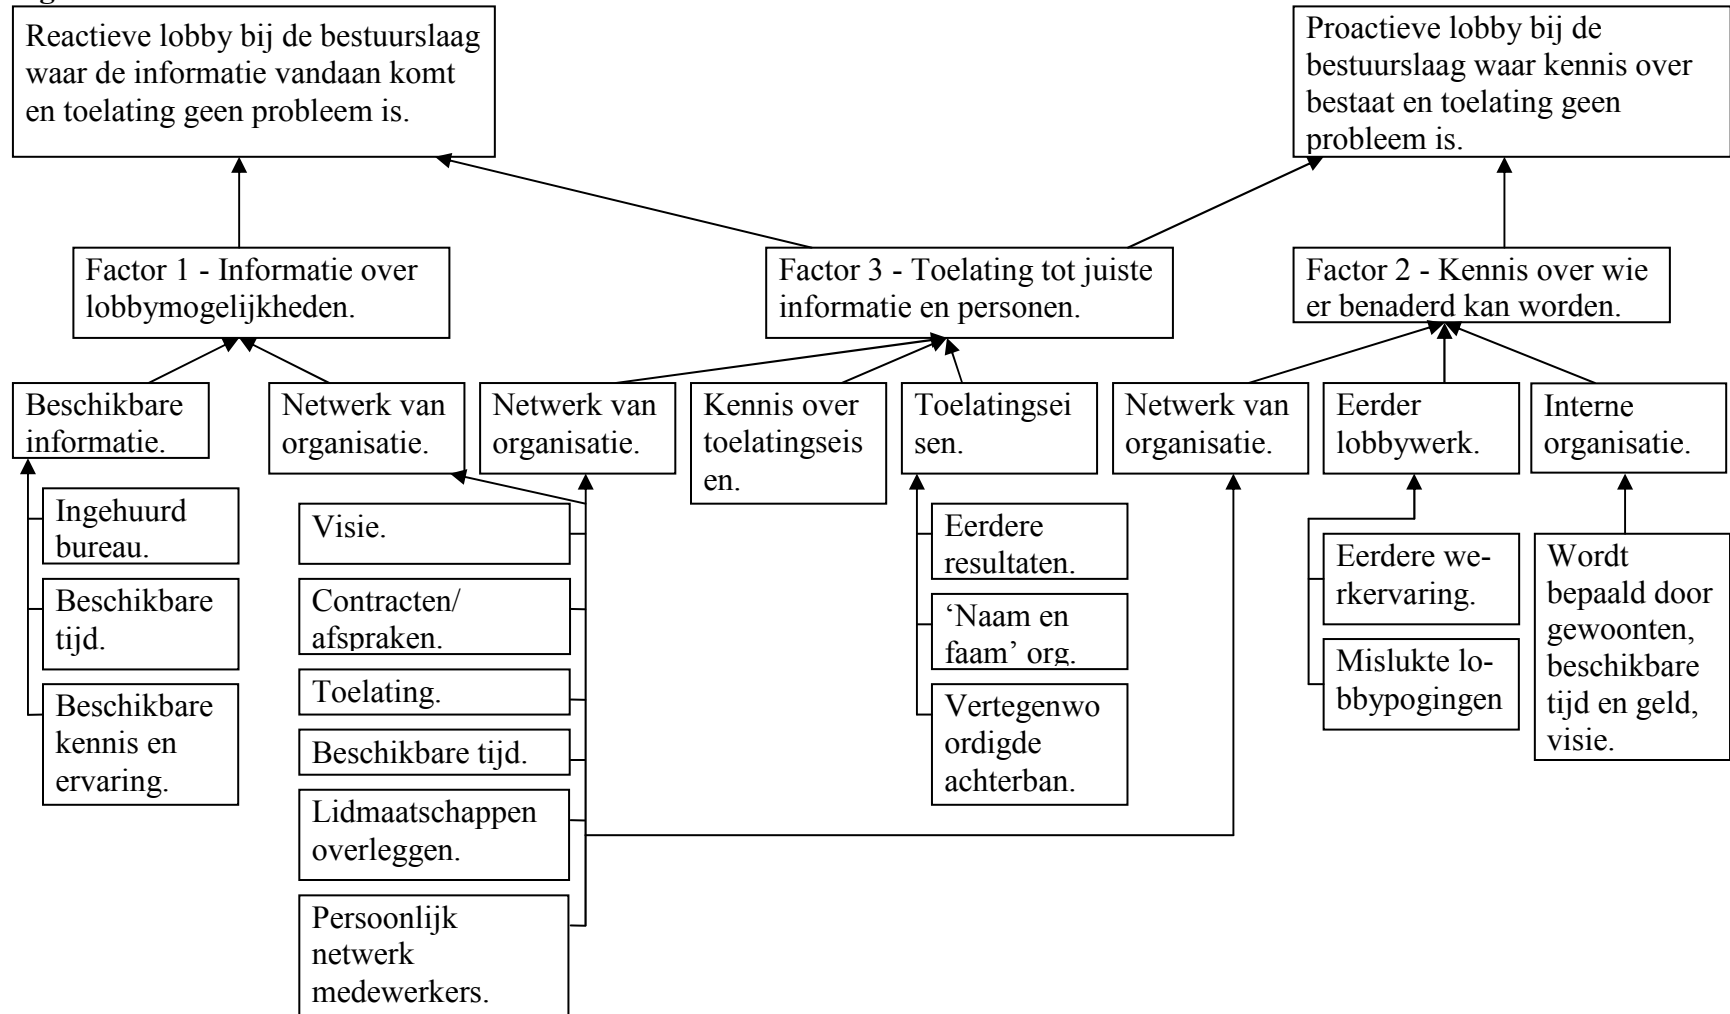 Reactieve lobby bij de bestuurslaag
waar de informatie vandaan komt
en toelating geen probleem is.
Proactieve lobby bij de
bestuurslaag waar kennis over
bestaat en toelating geen
probleem is.
Factor 1 - Informatie over
lobbymogelijkheden.
Factor 3 - Toelating tot juiste
informatie en personen.
Factor 2 - Kennis over wie
er benaderd kan worden.
Beschikbare
informatie.
Netwerk van
organisatie.
Netwerk van
organisatie.
Kennis over
toelatingseis
en.
Toelatingsei
sen.
Netwerk van
organisatie.
Eerder
lobbywerk.
Interne
organisatie.
Ingehuurd
bureau.
Beschikbare
tijd.
Beschikbare
kennis en
ervaring.
Visie.
Contracten/
afspraken.
Toelating.
Beschikbare tijd.
Lidmaatschappen
overleggen.
Persoonlijk
netwerk
medewerkers.
Eerdere
resultaten.
‘Naam en
faam’ org.
Vertegenwo
ordigde
achterban.
Eerdere we-
rkervaring.
Mislukte lo-
bbypogingen
Wordt
bepaald door
gewoonten,
beschikbare
tijd en geld,
visie.